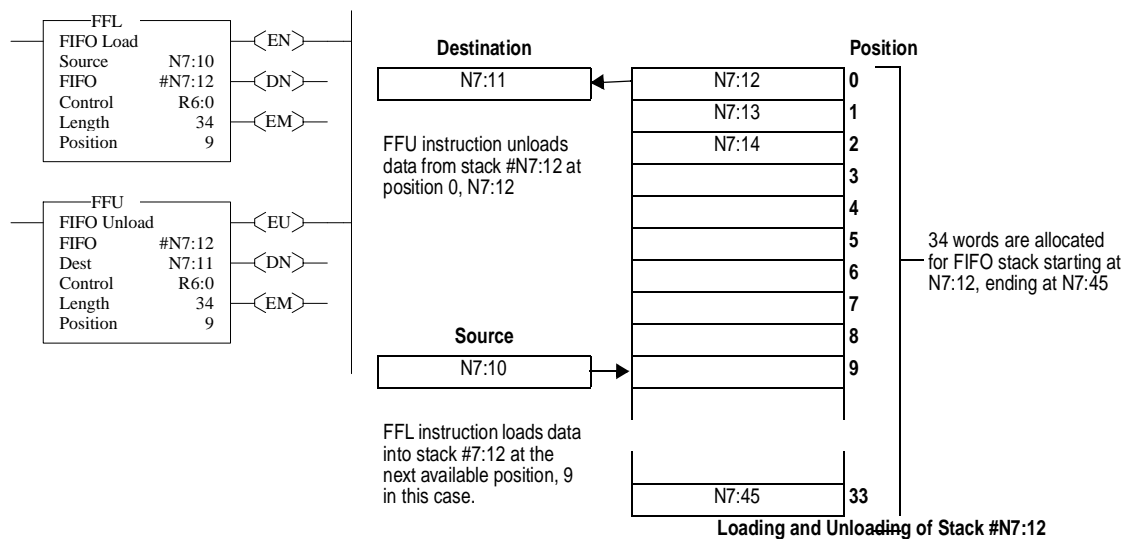 FFL
FIFO Load
Source N7:10
FIFO #N7:12
Control R6:0
Length 34
Position 9
EN
DN
EM
FFU
FIFO Unload
FIFO #N7:12
Dest N7:11
Control R6:0
Length 34
Position 9
EU
DN
EM
Destination
N7:11
FFU instruction unloads
data from stack #N7:12 at
position 0, N7:12
Source
N7:10
FFL instruction loads data
into stack #7:12 at the
next available position, 9
in this case.
Position
N7:12 0
N7:13 1
N7:14 2
3
4
5
6
7
8
9
N7:45 33
34 words are allocated
for FIFO stack starting at
N7:12, ending at N7:45
Loading and Unloading of Stack #N7:12